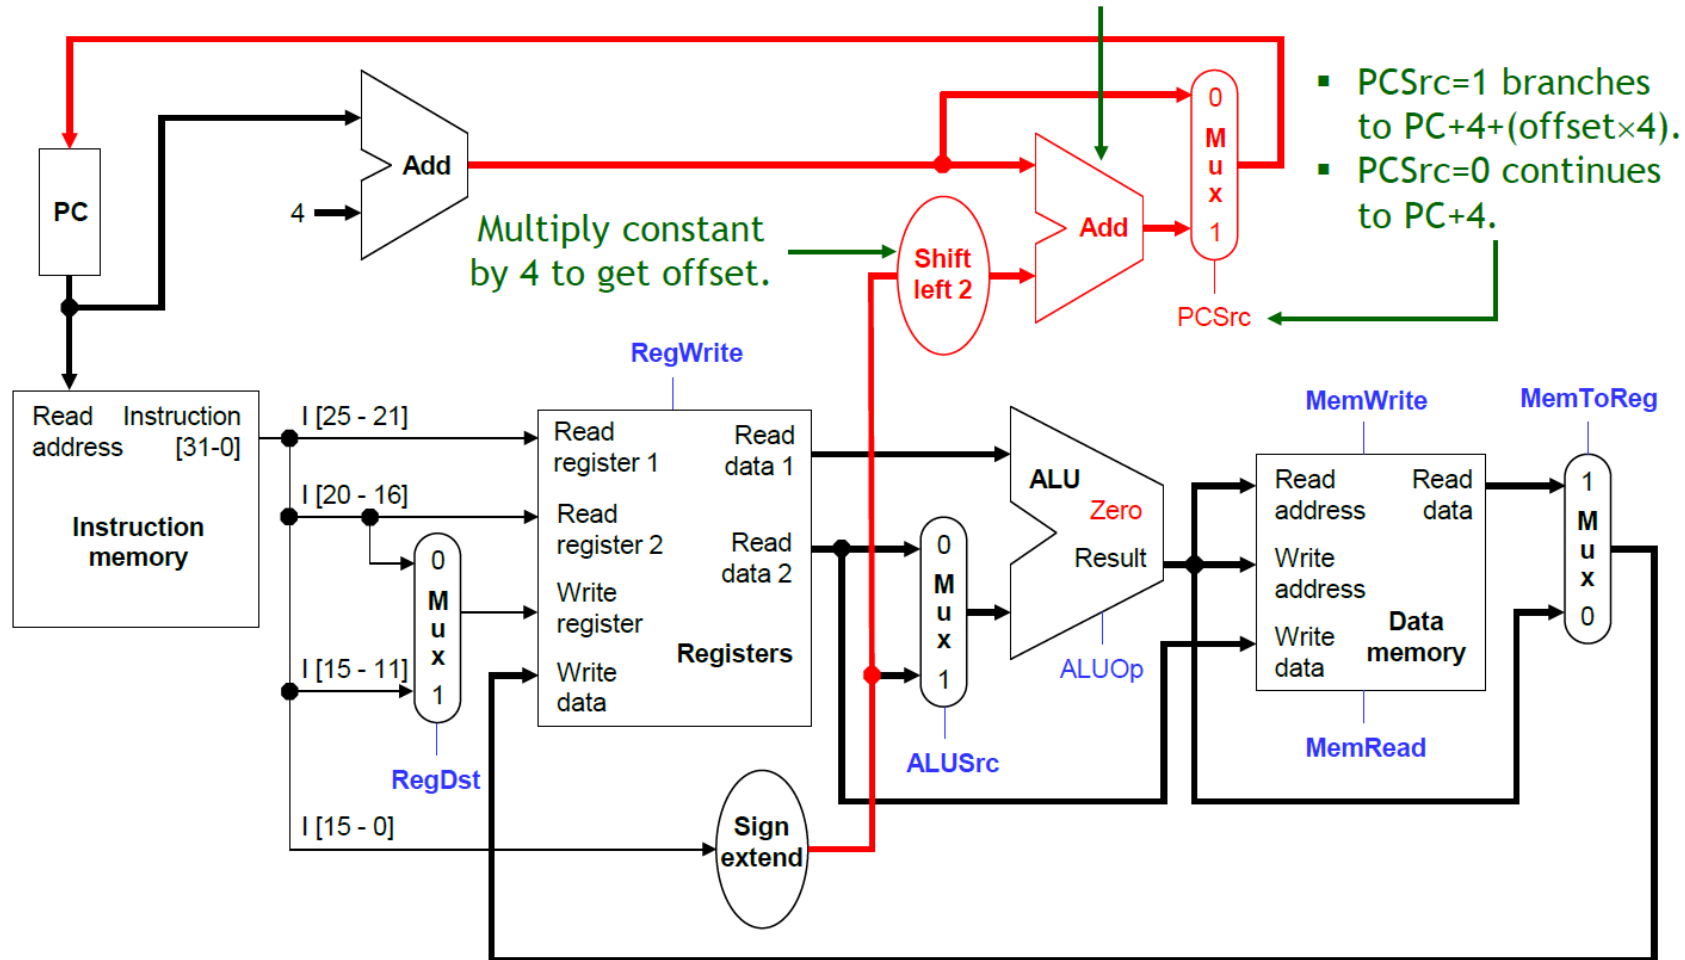 ▪ PCSrc=1 branches
to PC+4+(offset×4).
▪ PCSrc=0 continues
to PC+4.
0
M
u
x
1
PCSrc
Add
Add
PC
4
Multiply constant
by 4 to get offset.
Shift
left 2
RegWrite
MemWrite
MemToReg
Read address
Instruction [31-0]
Instruction
memory
I [25 - 21]
I [20 - 16]
I [15 - 11]
I [15 - 0]
0
M
u
x
1
RegDst
Read
register 1
Read
register 2
Write
register
Write
data
Read
data 1
Read
data 2
Registers
Sign
extend
0
M
u
x
1
ALUSrc
ALU
Zero
Result
ALUOp
Read
address
Write
address
Write
data
Read
data
Data
memory
MemRead
1
M
u
x
0